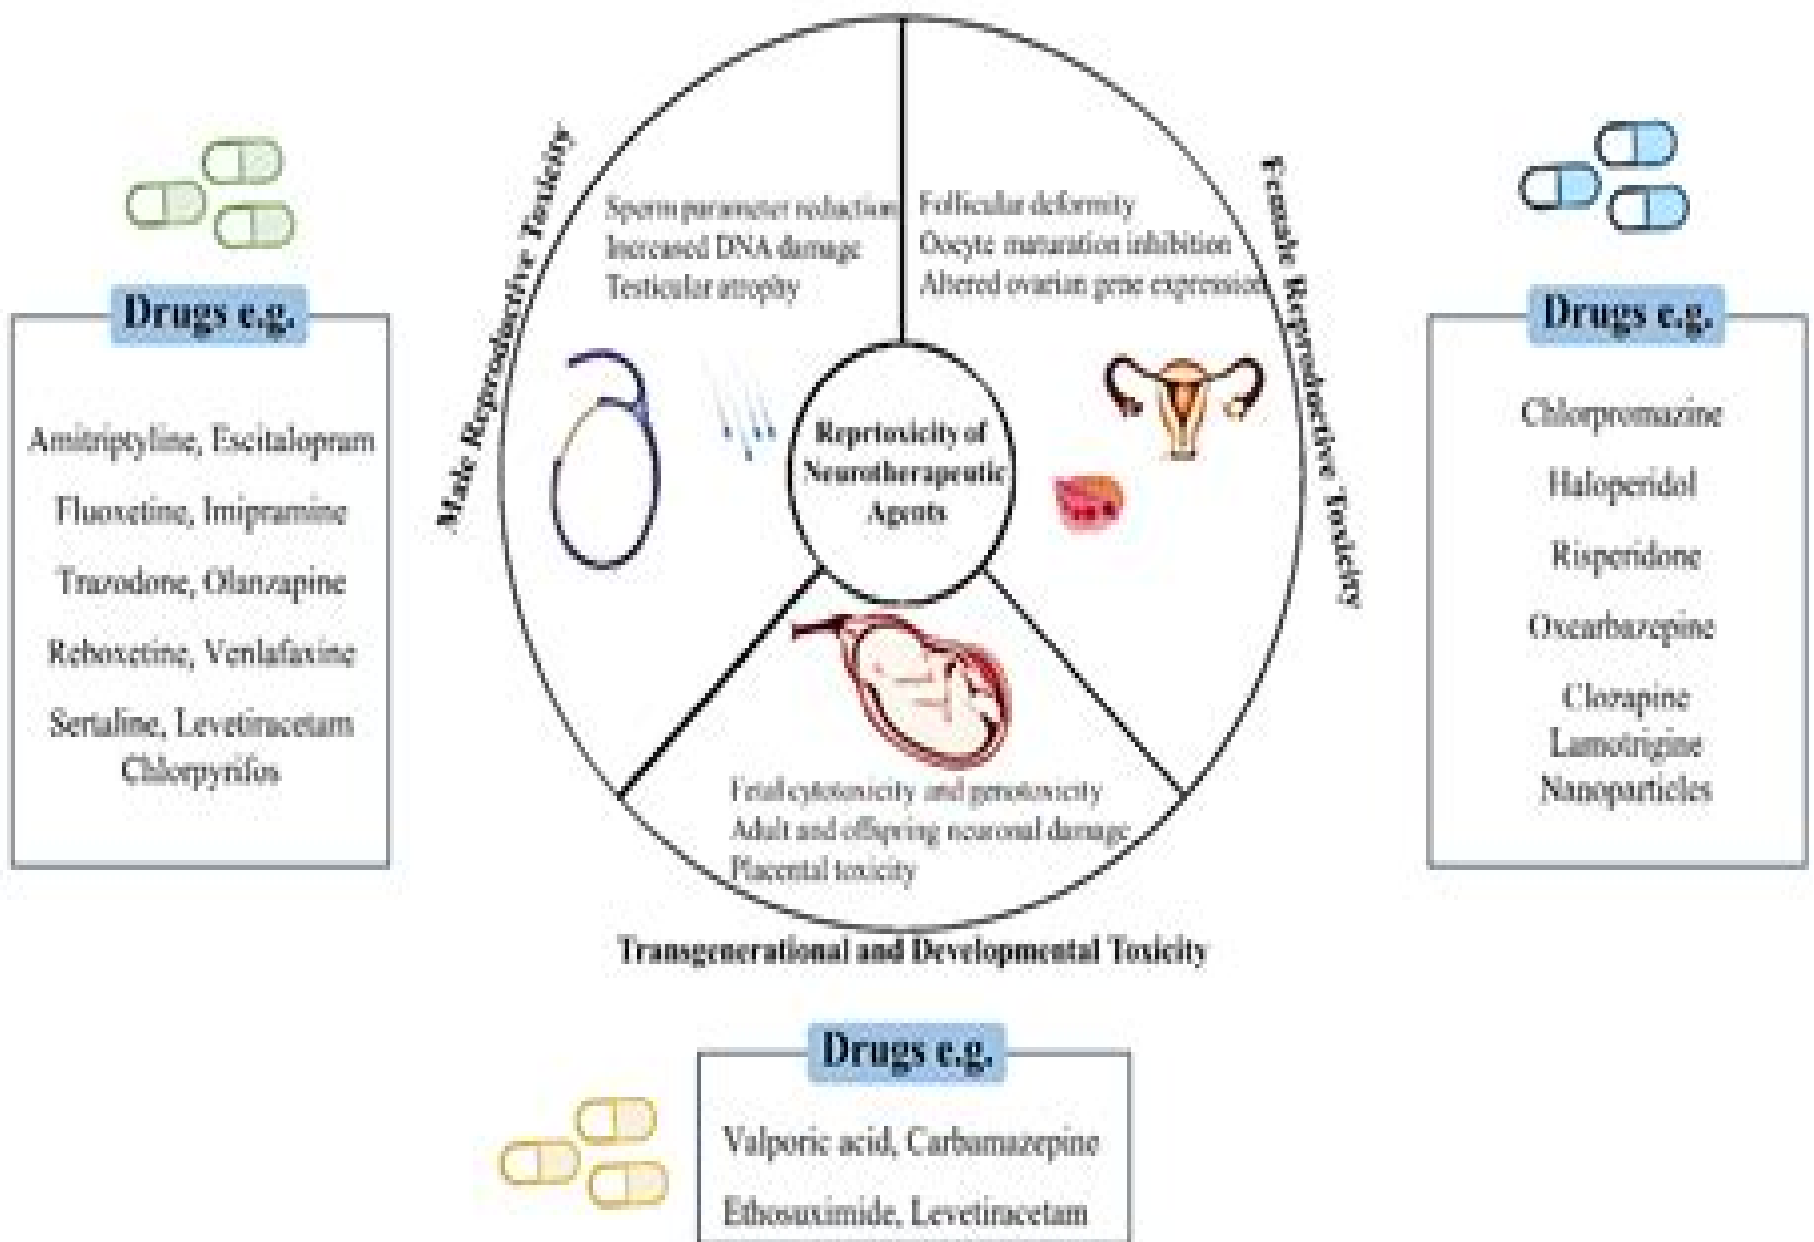 Male Reproductive Toxicity
Sperm parameter reduction
Increased DNA damage
Testicular atrophy
Follicular deformity
Oocyte maturation inhibition
Altered ovarian gene expression
Female Reproductive Toxicity
Reprtoxicity of
Neurotherapeutic
Agents
Fetal cytotoxicity and genotoxicity
Adult and offspring neuronal damage
Placental toxicity
Transgenerational and Developmental Toxicity
Drugs e.g.
Amitriptyline, Escitalopram
Fluoxetine, Imipramine
Trazodone, Olanzapine
Reboxetine, Venlafaxine
Sertaline, Levetiracetam
Chlorpyrifos
Drugs e.g.
Chlorpromazine
Haloperidol
Risperidone
Oxcarbazepine
Clozapine
Lamotrigine
Nanoparticles
Drugs e.g.
Valporic acid, Carbamazepine
Ethosuximide, Levetiracetam